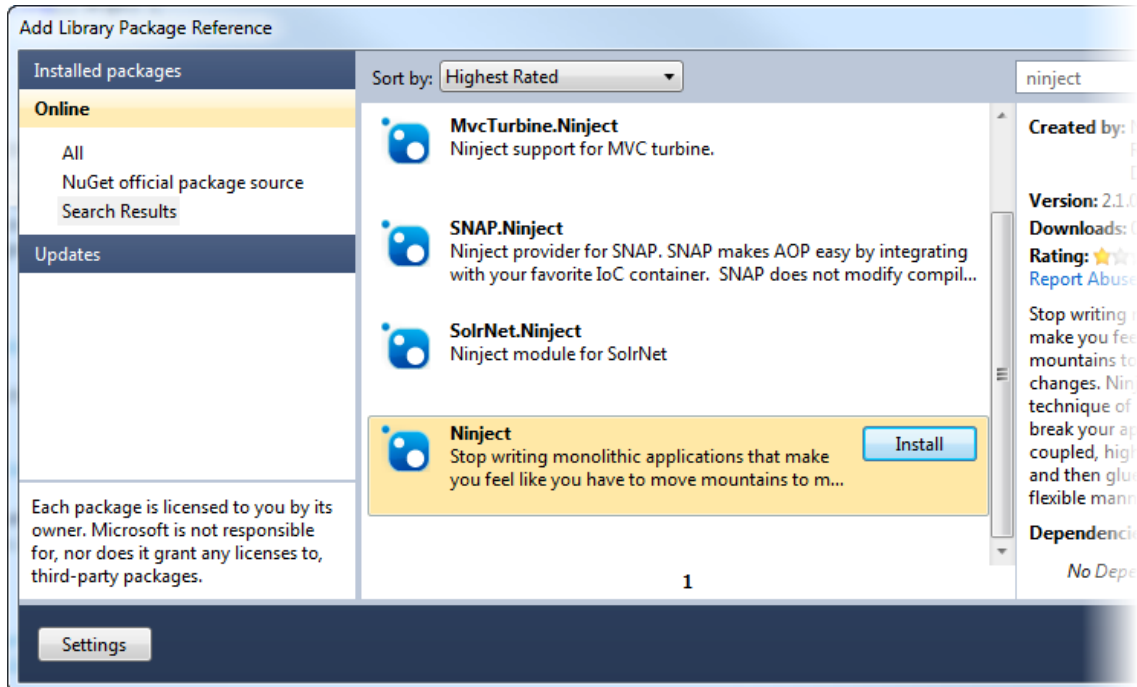 Add Library Package Reference
Installed packages
Online
All
NuGet official package source
Search Results
Updates
Each package is licensed to you by its
owner. Microsoft is not responsible
for, nor does it grant any licenses to,
third-party packages.
Settings
Sort by: Highest Rated
MvcTurbine.Ninject
Ninject support for MVC turbine.
SNAP.Ninject
Ninject provider for SNAP. SNAP makes AOP easy by integrating
with your favorite IoC container. SNAP does not modify compil...
SolrNet.Ninject
Ninject module for SolrNet
Ninject
Install
Stop writing monolithic applications that make
you feel like you have to move mountains to m...
1
ninject
Created by:
Version: 2.1.0
Downloads:
Rating:
Report Abuse
Stop writing
make you fee
mountains to
changes. Nin
technique of
break your ap
coupled, high
and then glue
flexible mann
Dependencie
No Depe